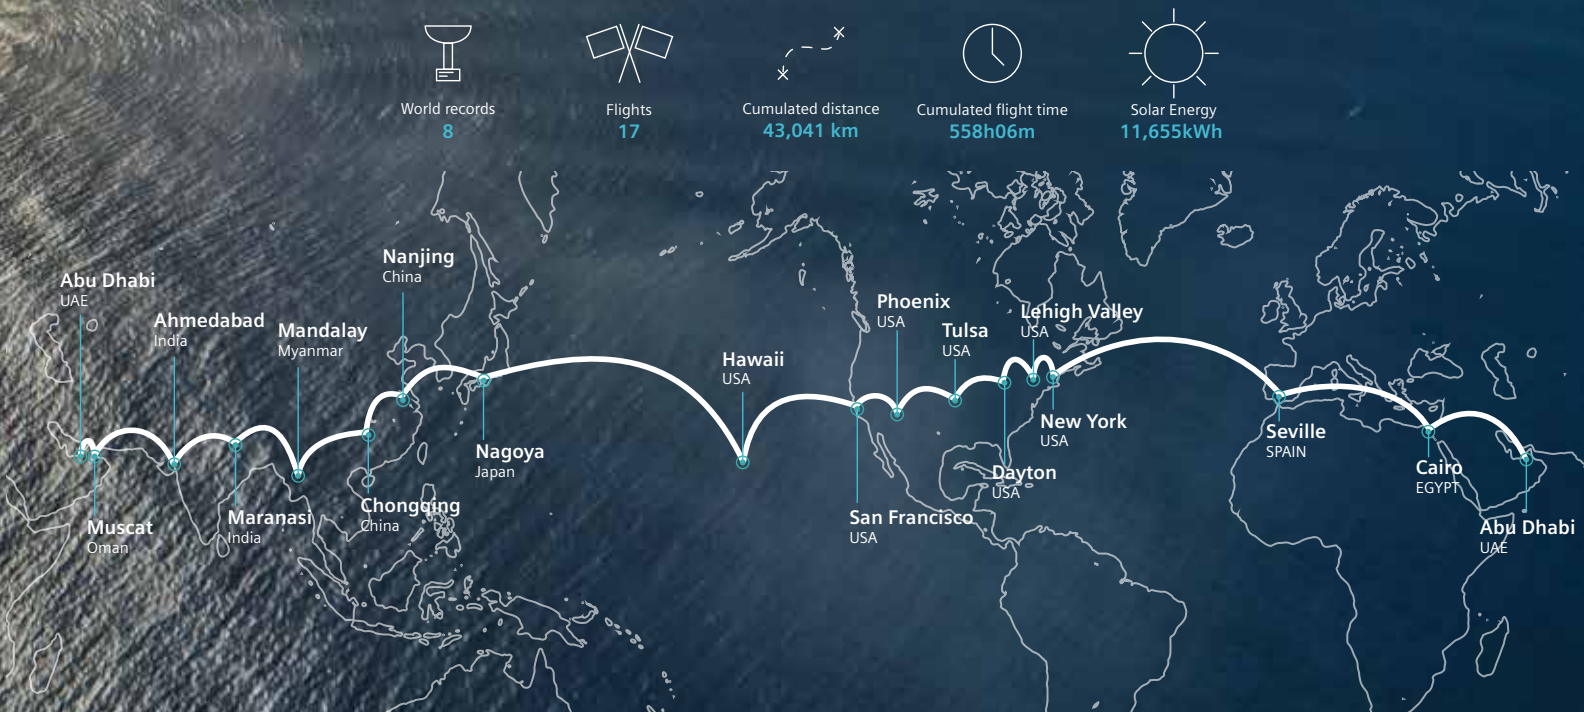 World records
8
Flights
17
Cumulated distance
43,041 km
Cumulated flight time
558h06m
Solar Energy
11,655kWh
Abu Dhabi
UAE
Muscat
Oman
Ahmedabad
India
Maranasi
India
Mandalay
Myanmar
Chongqing
China
Nanjing
China
Nagoya
Japan
Hawaii
USA
San Francisco
USA
Phoenix
USA
Tulsa
USA
Dayton
USA
Lehigh Valley
USA
New York
USA
Seville
SPAIN
Cairo
EGYPT
Abu Dhabi
UAE